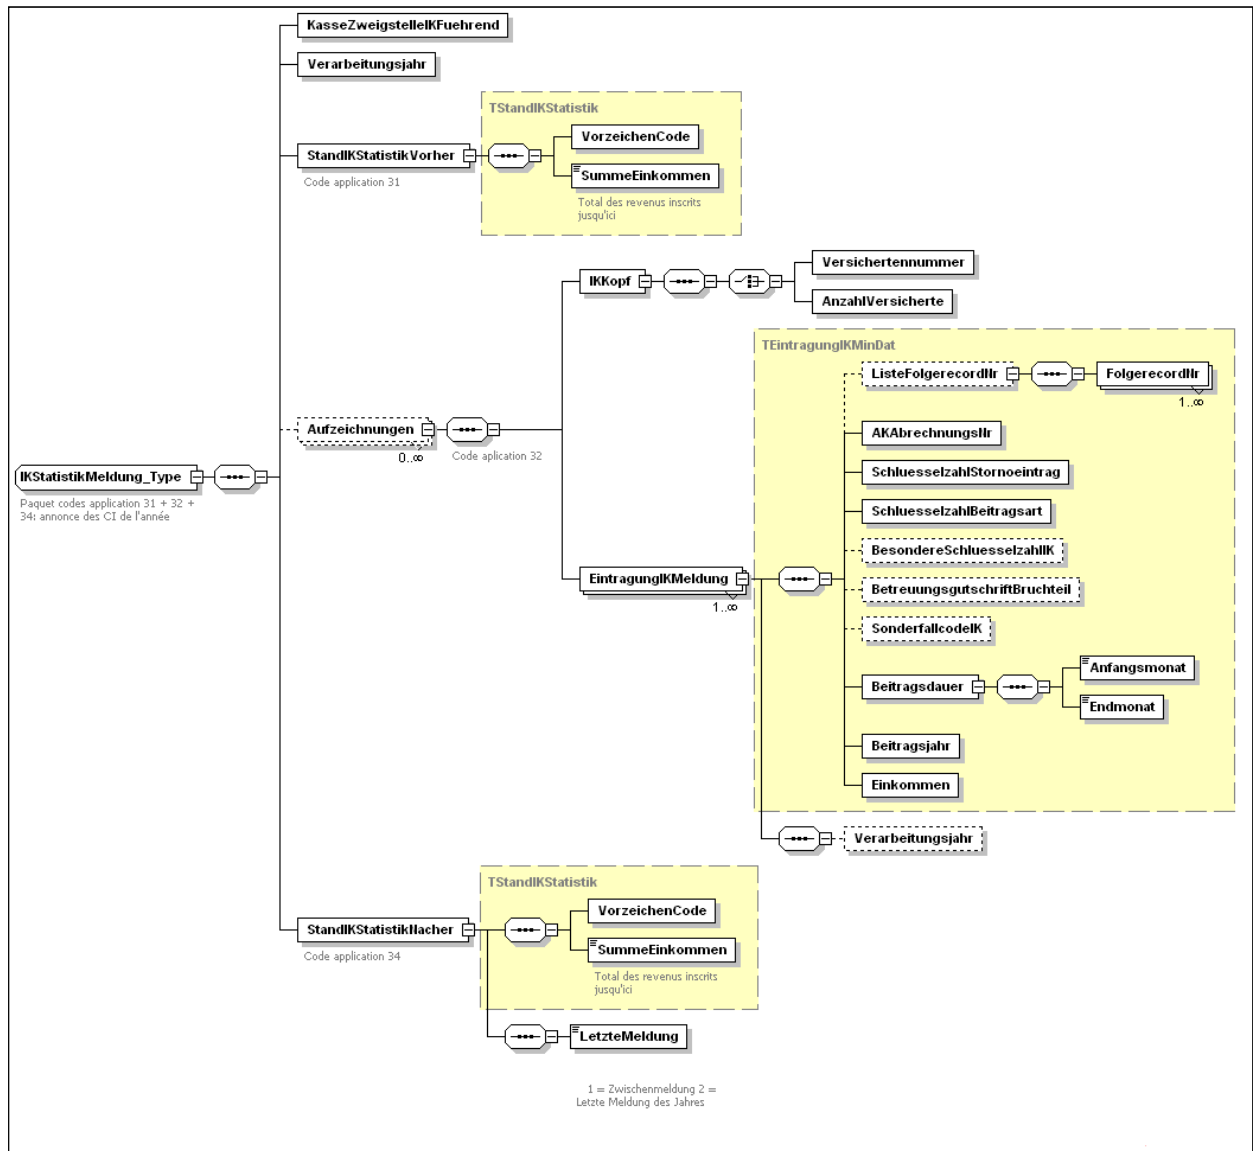 KasseZweigstelleIKFuehrend
Verarbeitungsjahr
TStandIKStatistik
VorzeichenCode
StandIKStatistikVorher
SummeEinkommen
Code application 31
Total des revenus inscrits
jusqu'ici
Versichertennummer
IKKopf
AnzahlVersicherte
TEintragungIKMinDat
ListeFolgerecordNr
FolgerecordNr
1..∞
Aufzeichnungen
0..∞
Code aplication 32
AKAbrechnungsNr
SchluesselzahlStornoeintrag
IKStatistikMeldung_Type
Paquet codes application 31 + 32 +
34: annonce des CI de l'année
SchluesselzahlBeitragsart
BesondereSchluesselzahlIK
EintragungIKMeldung
1..∞
BetreuungsgutschriftBruchteil
SonderfallcodeIK
Anfangsmonat
Beitragsdauer
Endmonat
Beitragsjahr
Einkommen
Verarbeitungsjahr
TStandIKStatistik
VorzeichenCode
StandIKStatistikNacher
SummeEinkommen
Code application 34
Total des revenus inscrits
jusqu'ici
LetzteMeldung
1 = Zwischenmeldung 2 =
Letzte Meldung des Jahres